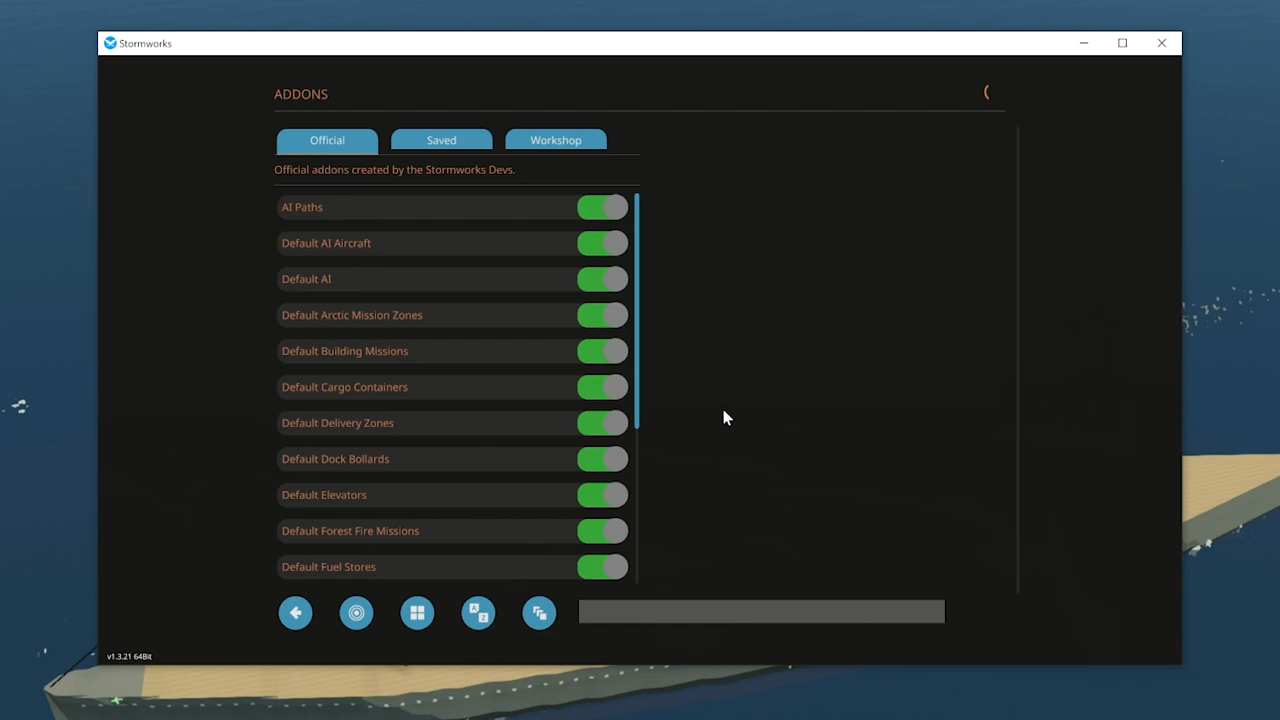 Stormworks
ADDONS
Official
Saved
Workshop
Official addons created by the Stormworks Devs.
AI Paths
Default AI Aircraft
Default AI
Default Arctic Mission Zones
Default Building Missions
Default Cargo Containers
Default Delivery Zones
Default Dock Bollards
Default Elevators
Default Forest Fire Missions
Default Fuel Stores
A
Z
v1.3.21 64Bit